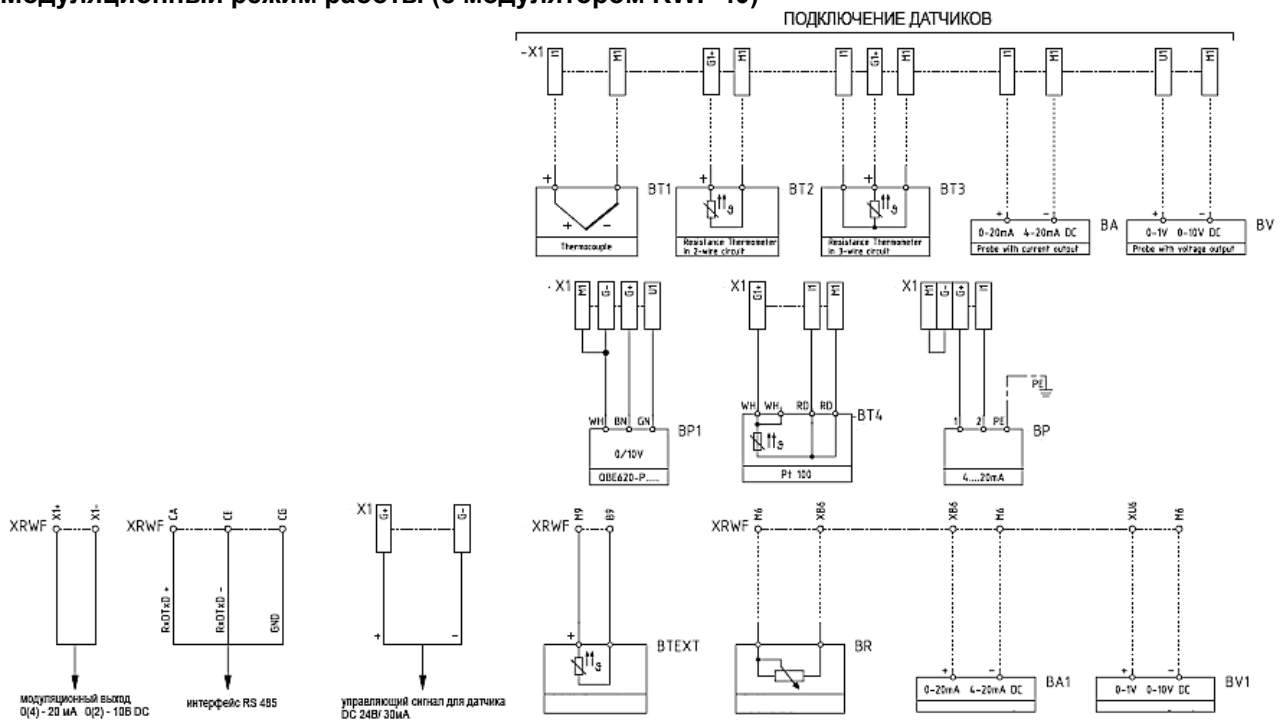 модуляционный режим работы (с модулятором RWF 40)
ПОДКЛЮЧЕНИЕ ДАТЧИКОВ
-X1 I1 M1 G1+ M1 I1 G1+ M1 I1 M1 U1 M1
+ + +
BT1 BT2 BT3 BA BV
+ -
Thermocouple
Resistance Thermometer
in 2-wire circuit
Resistance Thermometer
in 3-wire circuit
+ -
0-20mA 4-20mA DC
Probe with current output
+ -
0-1V 0-10V DC
Probe with voltage output
X1 M1 G- G+ U1
WH BN GN
BP1
0/10V
QBE620-P.....
X1 G1+ I1 M1
WH WH RD RD
-BT4
Pt 100
X1 M1 G- G+ I1
PE
1 2 PE
BP
4....20mA
XRWF X1+ X1-
модуляционный выход
0(4) - 20 мА 0(2) - 10В DC
XRWF CA CE CG
RxDTxD +
RxDTxD -
GND
интерфейс RS 485
X1 G+ G-
+ -
управляющий сигнал для датчика
DC 24В/ 30мА
XRWF M9 B9
+
BTEXT
XRWF M6 XB6
BR
XB6 M6
+ -
0-20mA 4-20mA DC
BA1
XU6 M6
+ -
0-1V 0-10V DC
BV1